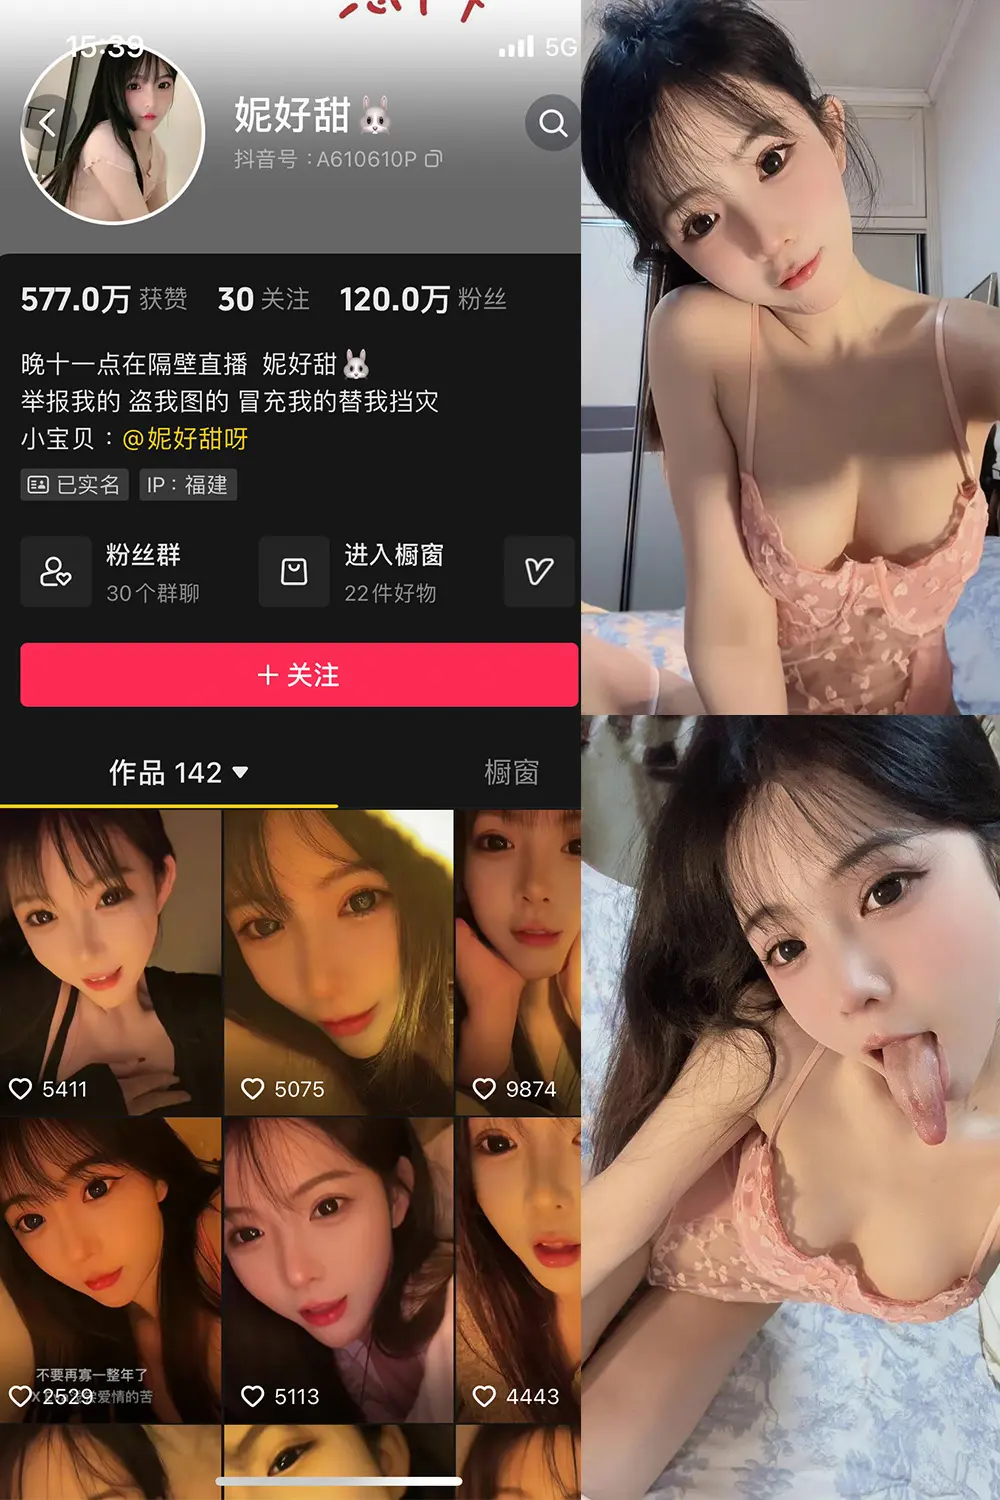 15:39
5G
妮好甜🐰
抖音号：A610610P
577.0万 获赞 30 关注 120.0万 粉丝
晚十一点在隔壁直播 妮好甜🐰
举报我的 盗我图的 冒充我的替我挡灾
小宝贝：@妮好甜呀
已实名 IP：福建
粉丝群
30个群聊
进入橱窗
22件好物
+ 关注
作品 142 橱窗
5411
5075
9874
不要再寡一整年了
爱情的苦
2529
5113
4443